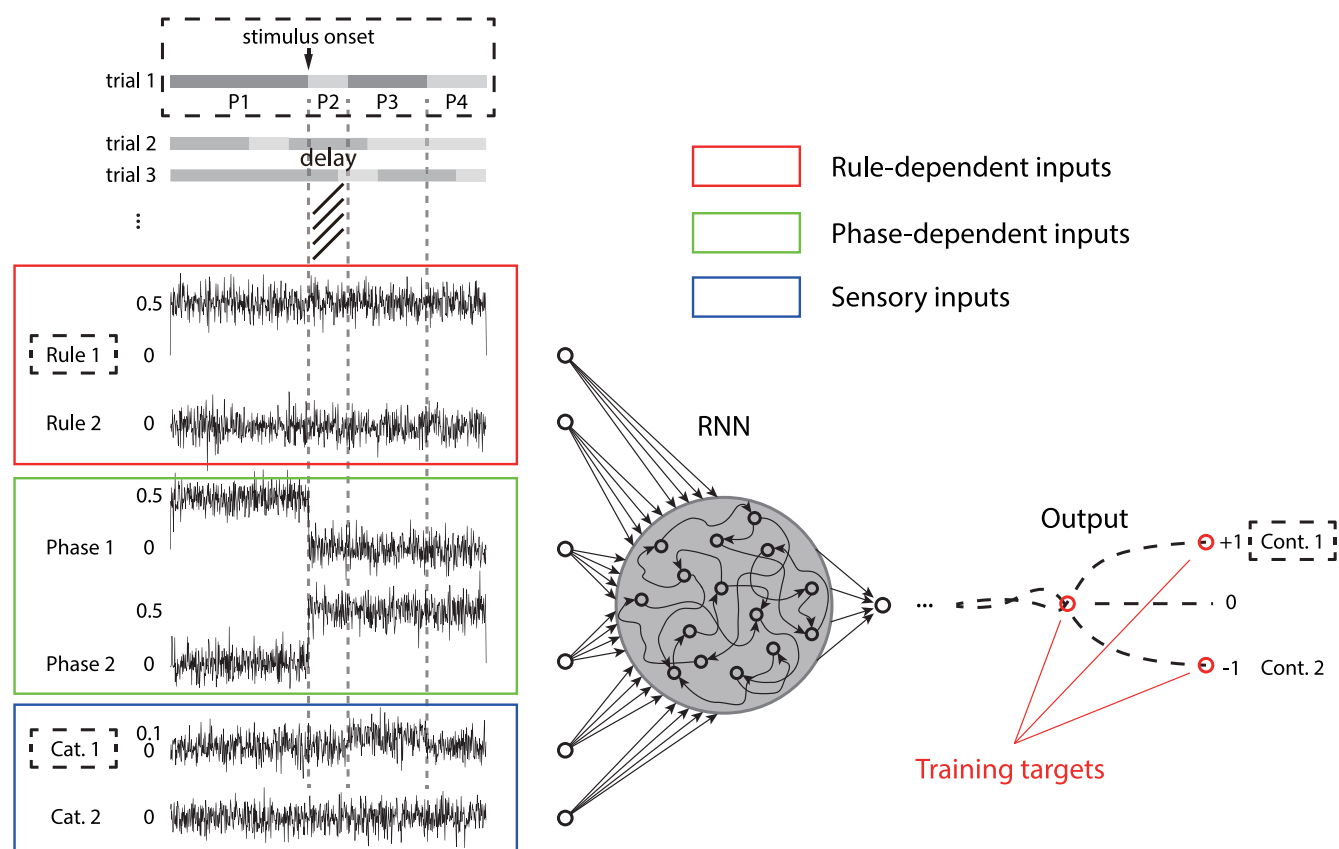 stimulus onset
trial 1
P1 P2 P3 P4
trial 2
delay
trial 3
...
Rule-dependent inputs
Phase-dependent inputs
Sensory inputs
0.5
Rule 1 0
Rule 2 0
0.5
Phase 1 0
0.5
Phase 2 0
0.1
Cat. 1 0
Cat. 2 0
RNN
...
Output
+1 Cont. 1
0
-1 Cont. 2
Training targets